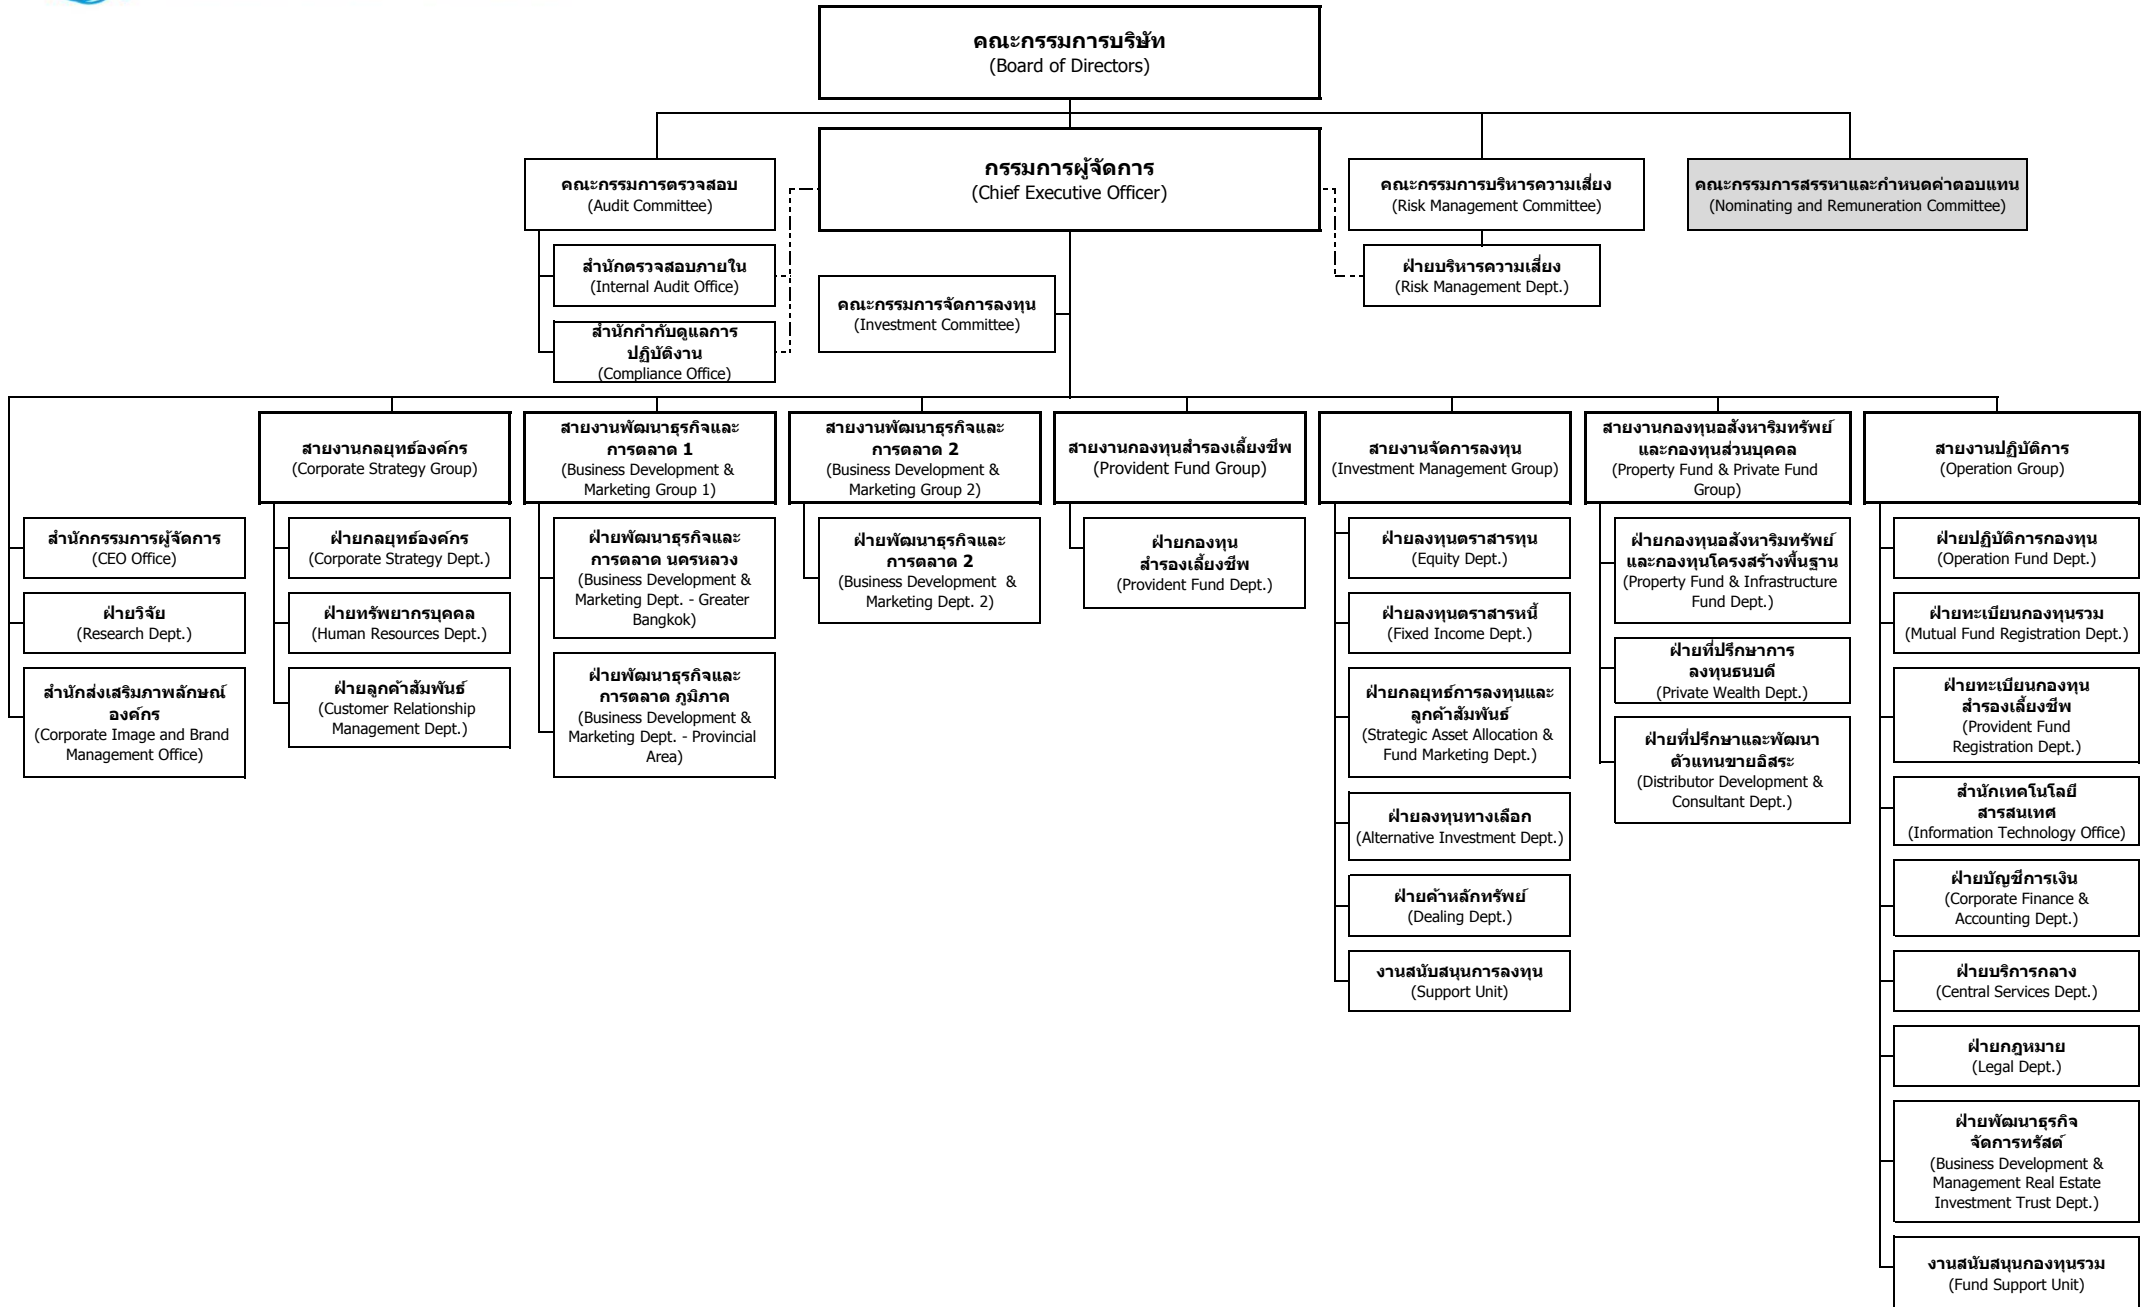 คณะกรรมการบริษัท
(Board of Directors)
กรรมการผู้จัดการ
(Chief Executive Officer)
คณะกรรมการตรวจสอบ
(Audit Committee)
คณะกรรมการบริหารความเสี่ยง
(Risk Management Committee)
คณะกรรมการสรรหาและกำหนดค่าตอบแทน
(Nominating and Remuneration Committee)
สำนักตรวจสอบภายใน
(Internal Audit Office)
ฝ่ายบริหารความเสี่ยง
(Risk Management Dept.)
คณะกรรมการจัดการลงทุน
(Investment Committee)
สำนักกำกับดูแลการ
ปฏิบัติงาน
(Compliance Office)
สายงานกลยุทธ์องค์กร
(Corporate Strategy Group)
สายงานพัฒนาธุรกิจและ
การตลาด 1
(Business Development &
Marketing Group 1)
สายงานพัฒนาธุรกิจและ
การตลาด 2
(Business Development &
Marketing Group 2)
สายงานกองทุนสำรองเลี้ยงชีพ
(Provident Fund Group)
สายงานจัดการลงทุน
(Investment Management Group)
สายงานกองทุนอสังหาริมทรัพย์
และกองทุนส่วนบุคคล
(Property Fund & Private Fund
Group)
สายงานปฏิบัติการ
(Operation Group)
สำนักกรรมการผู้จัดการ
(CEO Office)
ฝ่ายวิจัย
(Research Dept.)
สำนักส่งเสริมภาพลักษณ์
องค์กร
(Corporate Image and Brand
Management Office)
ฝ่ายกลยุทธ์องค์กร
(Corporate Strategy Dept.)
ฝ่ายทรัพยากรบุคคล
(Human Resources Dept.)
ฝ่ายลูกค้าสัมพันธ์
(Customer Relationship
Management Dept.)
ฝ่ายพัฒนาธุรกิจและ
การตลาด นครหลวง
(Business Development &
Marketing Dept. - Greater
Bangkok)
ฝ่ายพัฒนาธุรกิจและ
การตลาด ภูมิภาค
(Business Development &
Marketing Dept. - Provincial
Area)
ฝ่ายพัฒนาธุรกิจและ
การตลาด 2
(Business Development &
Marketing Dept. 2)
ฝ่ายกองทุน
สำรองเลี้ยงชีพ
(Provident Fund Dept.)
ฝ่ายลงทุนตราสารทุน
(Equity Dept.)
ฝ่ายลงทุนตราสารหนี้
(Fixed Income Dept.)
ฝ่ายกลยุทธ์การลงทุนและ
ลูกค้าสัมพันธ์
(Strategic Asset Allocation &
Fund Marketing Dept.)
ฝ่ายลงทุนทางเลือก
(Alternative Investment Dept.)
ฝ่ายค้าหลักทรัพย์
(Dealing Dept.)
งานสนับสนุนการลงทุน
(Support Unit)
ฝ่ายกองทุนอสังหาริมทรัพย์
และกองทุนโครงสร้างพื้นฐาน
(Property Fund & Infrastructure
Fund Dept.)
ฝ่ายที่ปรึกษาการ
ลงทุนธนบดี
(Private Wealth Dept.)
ฝ่ายที่ปรึกษาและพัฒนา
ตัวแทนขายอิสระ
(Distributor Development &
Consultant Dept.)
ฝ่ายปฏิบัติการกองทุน
(Operation Fund Dept.)
ฝ่ายทะเบียนกองทุนรวม
(Mutual Fund Registration Dept.)
ฝ่ายทะเบียนกองทุน
สำรองเลี้ยงชีพ
(Provident Fund
Registration Dept.)
สำนักเทคโนโลยี
สารสนเทศ
(Information Technology Office)
ฝ่ายบัญชีการเงิน
(Corporate Finance &
Accounting Dept.)
ฝ่ายบริการกลาง
(Central Services Dept.)
ฝ่ายกฎหมาย
(Legal Dept.)
ฝ่ายพัฒนาธุรกิจ
จัดการทรัสต์
(Business Development &
Management Real Estate
Investment Trust Dept.)
งานสนับสนุนกองทุนรวม
(Fund Support Unit)